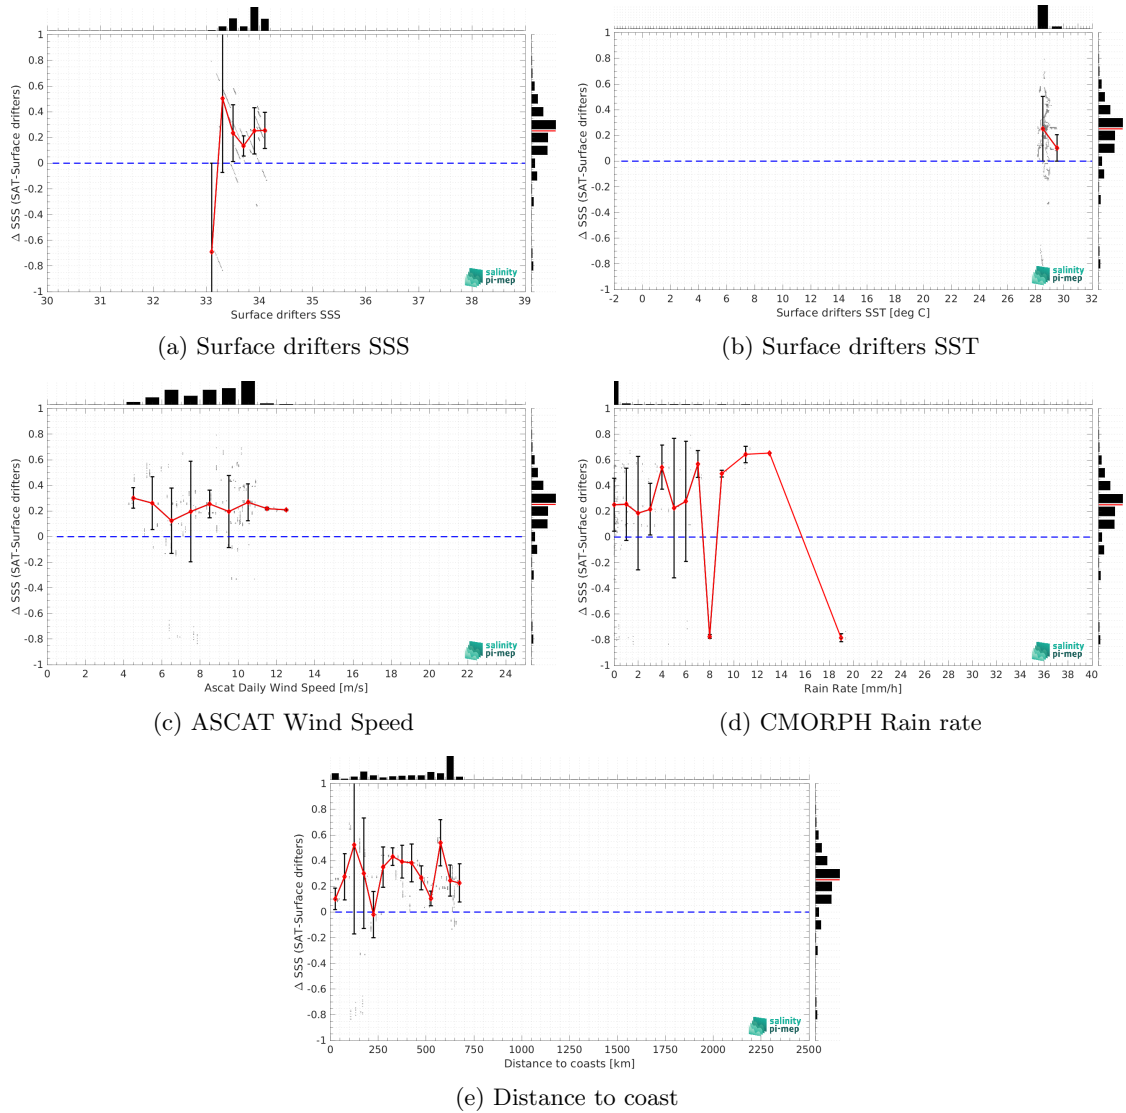 1
0.8
0.6
0.4
0.2
0
-0.2
-0.4
-0.6
-0.8
-1
Δ SSS (SAT-Surface drifters)
30 31 32 33 34 35 36 37 38 39
Surface drifters SSS
salinity
pi-mep
(a) Surface drifters SSS
1
0.8
0.6
0.4
0.2
0
-0.2
-0.4
-0.6
-0.8
-1
Δ SSS (SAT-Surface drifters)
-2 0 2 4 6 8 10 12 14 16 18 20 22 24 26 28 30 32
Surface drifters SST [deg C]
salinity
pi-mep
(b) Surface drifters SST
1
0.8
0.6
0.4
0.2
0
-0.2
-0.4
-0.6
-0.8
-1
Δ SSS (SAT-Surface drifters)
0 2 4 6 8 10 12 14 16 18 20 22 24
Ascat Daily Wind Speed [m/s]
salinity
pi-mep
(c) ASCAT Wind Speed
1
0.8
0.6
0.4
0.2
0
-0.2
-0.4
-0.6
-0.8
-1
Δ SSS (SAT-Surface drifters)
0 2 4 6 8 10 12 14 16 18 20 22 24 26 28 30 32 34 36 38 40
Rain Rate [mm/h]
salinity
pi-mep
(d) CMORPH Rain rate
1
0.8
0.6
0.4
0.2
0
-0.2
-0.4
-0.6
-0.8
-1
Δ SSS (SAT-Surface drifters)
0 250 500 750 1000 1250 1500 1750 2000 2250 2500
Distance to coasts [km]
salinity
pi-mep
(e) Distance to coast